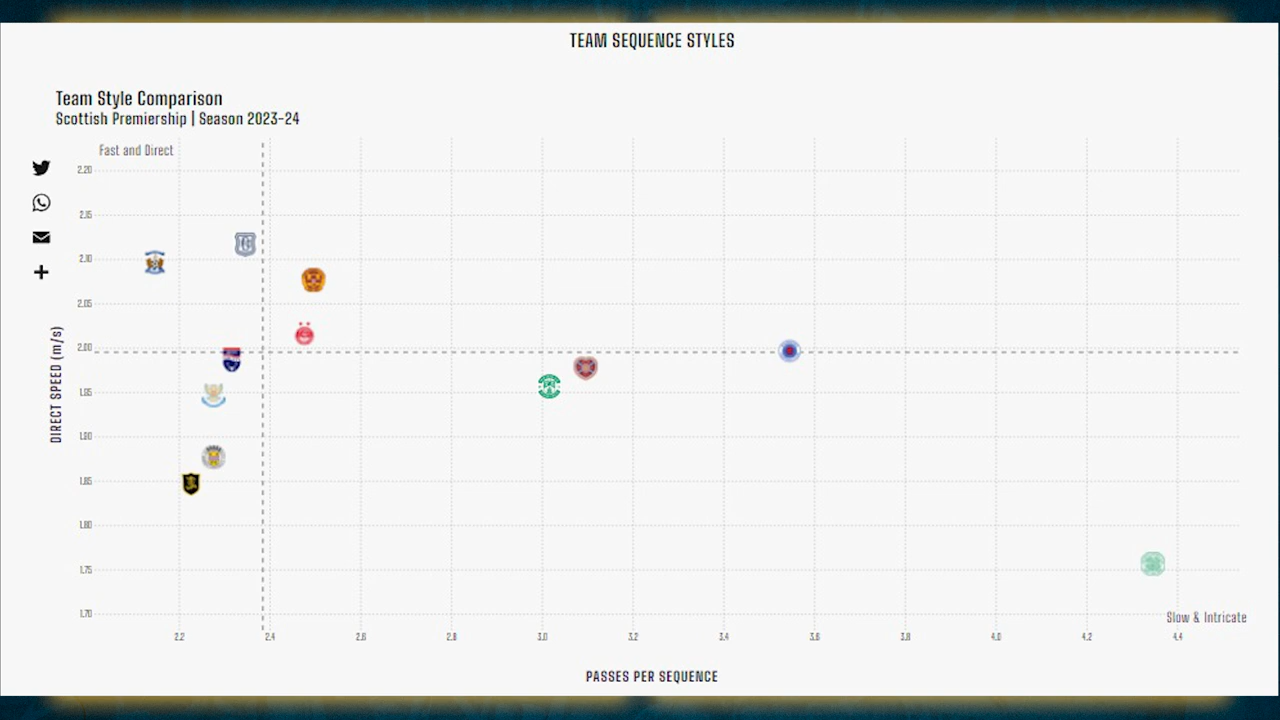 TEAM SEQUENCE STYLES
Team Style Comparison
Scottish Premiership | Season 2023-24
Fast and Direct
2.20
2.15
2.10
2.05
2.00
1.95
1.90
1.85
1.80
1.75
1.70
DIRECT SPEED (m/s)
Slow & Intricate
2.2 2.4 2.6 2.8 3.0 3.2 3.4 3.6 3.8 4.0 4.2 4.4
PASSES PER SEQUENCE